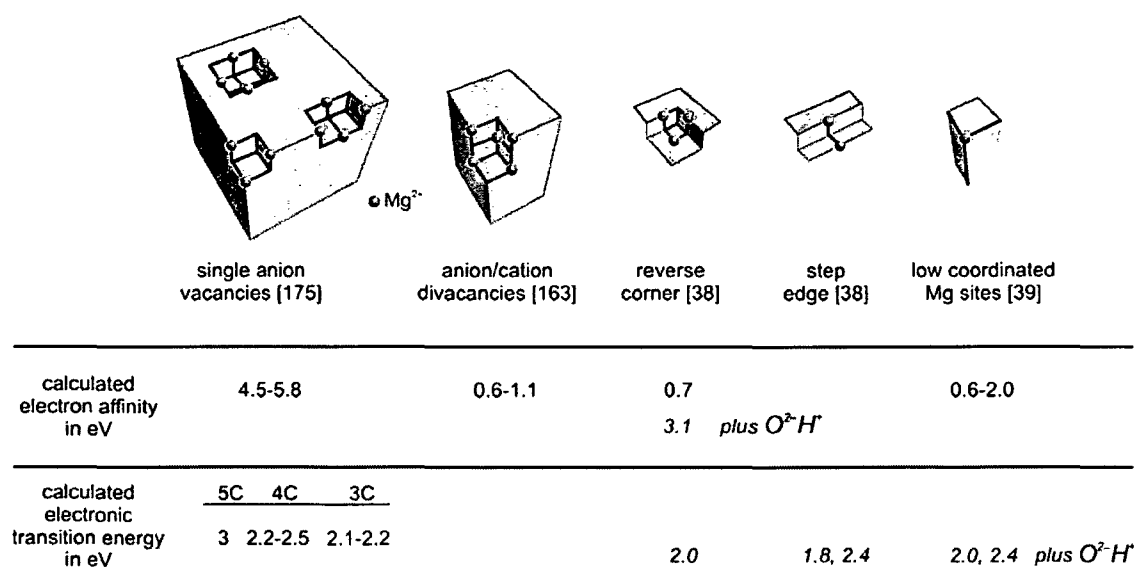 Mg²⁺
single anion
vacancies [175]
anion/cation
divacancies [163]
reverse
corner [38]
step
edge [38]
low coordinated
Mg sites [39]
calculated
electron affinity
in eV
4.5-5.8
0.6-1.1
0.7
0.6-2.0
3.1 plus O²⁻H⁺
calculated
electronic
transition energy
in eV
5C 4C 3C
3 2.2-2.5 2.1-2.2
2.0
1.8, 2.4
2.0, 2.4 plus O²⁻H⁺